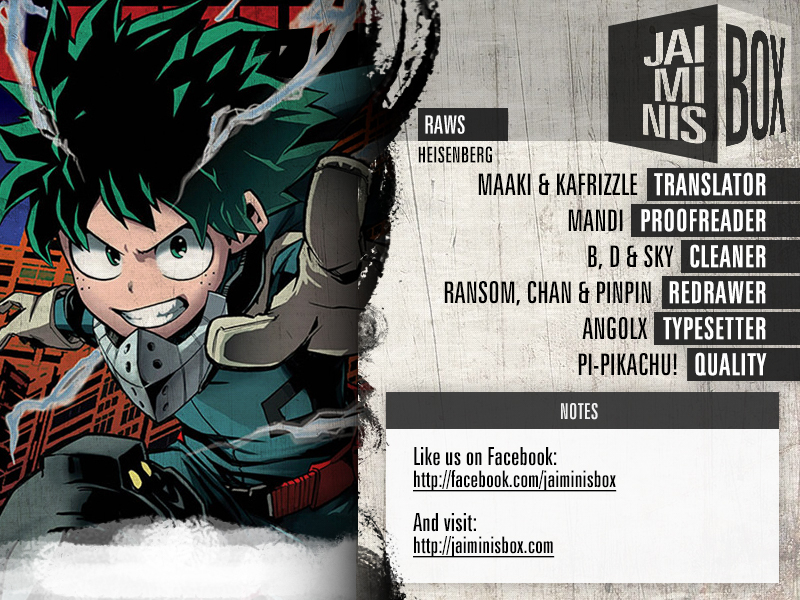 JAI
MI
NIS
BOX
RAWS
HEISENBERG
MAAKI & KAFRIZZLE TRANSLATOR
MANDI PROOFREADER
B, D & SKY CLEANER
RANSOM, CHAN & PINPIN REDRAWER
ANGOLX TYPESETTER
PI-PIKACHU! QUALITY
NOTES
Like us on Facebook:
http://facebook.com/jaiminisbox
And visit:
http://jaiminisbox.com